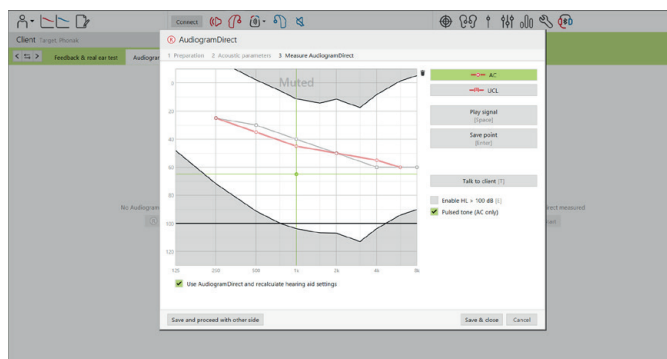 Connect
Client Target, Phonak
Feedback & real ear test
AudiogramDirect
1 Preparation 2 Acoustic parameters 3 Measure AudiogramDirect
Muted
AC
UCL
Play signal
[Space]
Save point
[Enter]
Talk to client [T]
Enable HL > 100 dB [E]
Pulsed tone (AC only)
0
20
40
60
80
100
120
125 250 500 1k 2k 4k 8k
No Audiogram
irect measured
Use AudiogramDirect and recalculate hearing aid settings
Save and proceed with other side
Save & close
Cancel